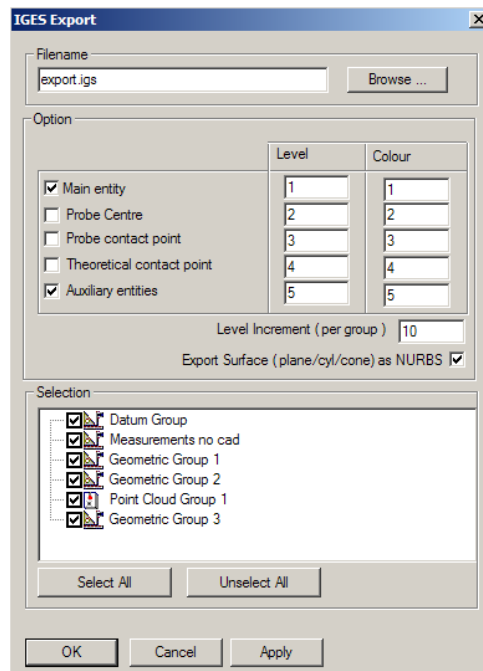 IGES Export
Filename
export.igs
Browse ...
Option
Level Colour
Main entity 1 1
Probe Centre 2 2
Probe contact point 3 3
Theoretical contact point 4 4
Auxiliary entities 5 5
Level Increment ( per group ) 10
Export Surface ( plane/cyl/cone) as NURBS
Selection
Datum Group
Measurements no cad
Geometric Group 1
Geometric Group 2
Point Cloud Group 1
Geometric Group 3
Select All Unselect All
OK Cancel Apply